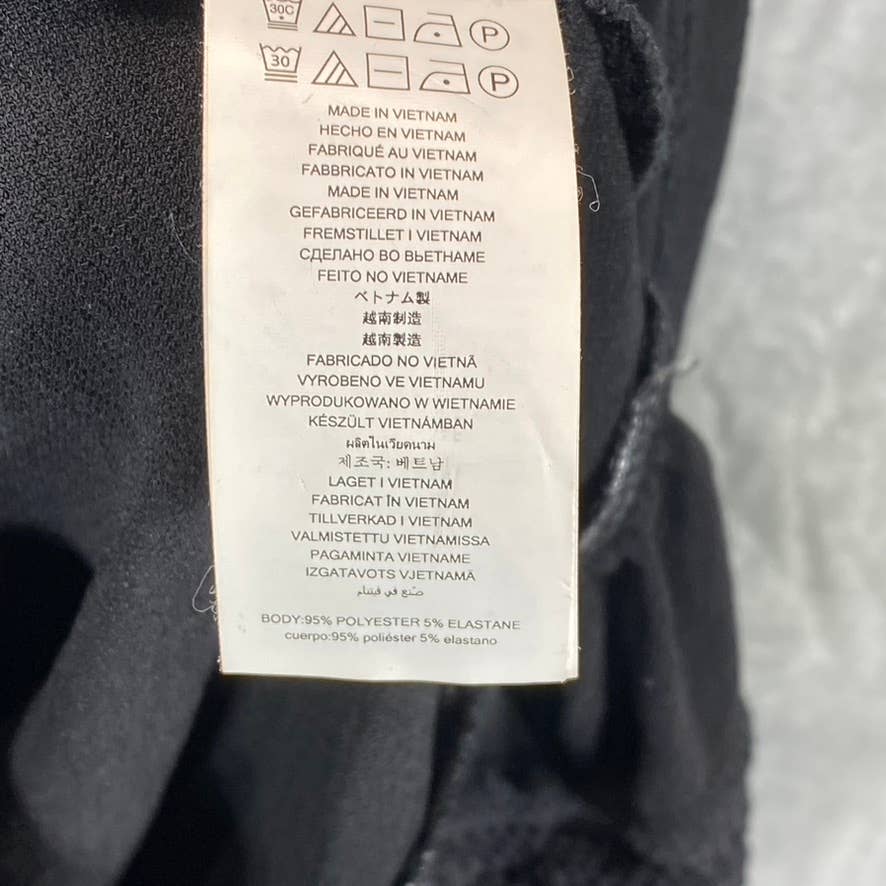 30C P
30 P
MADE IN VIETNAM
HECHO EN VIETNAM
FABRIQUÉ AU VIETNAM
FABBRICATO IN VIETNAM
MADE IN VIETNAM
GEFABRICEERD IN VIETNAM
FREMSTILLET I VIETNAM
СДЕЛАНО ВО ВЬЕТНАМЕ
FEITO NO VIETNAME
ベトナム製
越南制造
越南製造
FABRICADO NO VIETNÃ
VYROBENO VE VIETNAMU
WYPRODUKOWANO W WIETNAMIE
KÉSZÜLT VIETNÁMBAN
ผลิตในเวียดนาม
제조국: 베트남
LAGET I VIETNAM
FABRICAT ÎN VIETNAM
TILLVERKAD I VIETNAM
VALMISTETTU VIETNAMISSA
PAGAMINTA VIETNAME
IZGATAVOTS VJETNAMĀ
صنع في فيتنام
BODY:95% POLYESTER 5% ELASTANE
cuerpo:95% poliéster 5% elastano